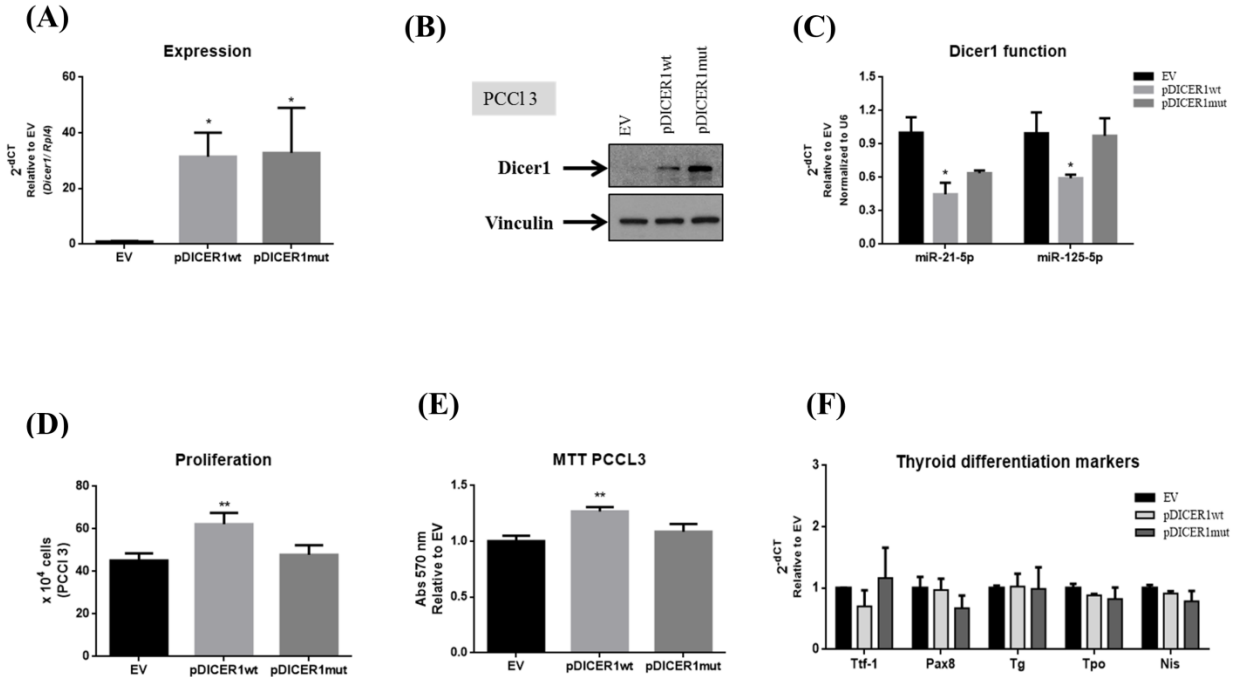 (A)
Expression
2^-dCT
Relative to EV
(Dicer1/ Rpl4)
60
40
20
0
*
*
EV
pDICER1wt
pDICER1mut
(B)
PCCl 3
EV
pDICER1wt
pDICER1mut
Dicer1
Vinculin
(C)
Dicer1 function
EV
pDICER1wt
pDICER1mut
2^-dCT
Relative to EV
Normalized to U6
1.5
1.2
0.9
0.6
0.3
0.0
*
*
miR-21-5p
miR-125-5p
(D)
Proliferation
x 10^4 cells
(PCCl 3)
80
60
40
20
0
**
EV
pDICER1wt
pDICER1mut
(E)
MTT PCCL3
Abs 570 nm
Relative to EV
1.5
1.0
0.5
0.0
**
EV
pDICER1wt
pDICER1mut
(F)
Thyroid differentiation markers
EV
pDICER1wt
pDICER1mut
2^-dCT
Relative to EV
3
2
1
0
Ttf-1
Pax8
Tg
Tpo
Nis